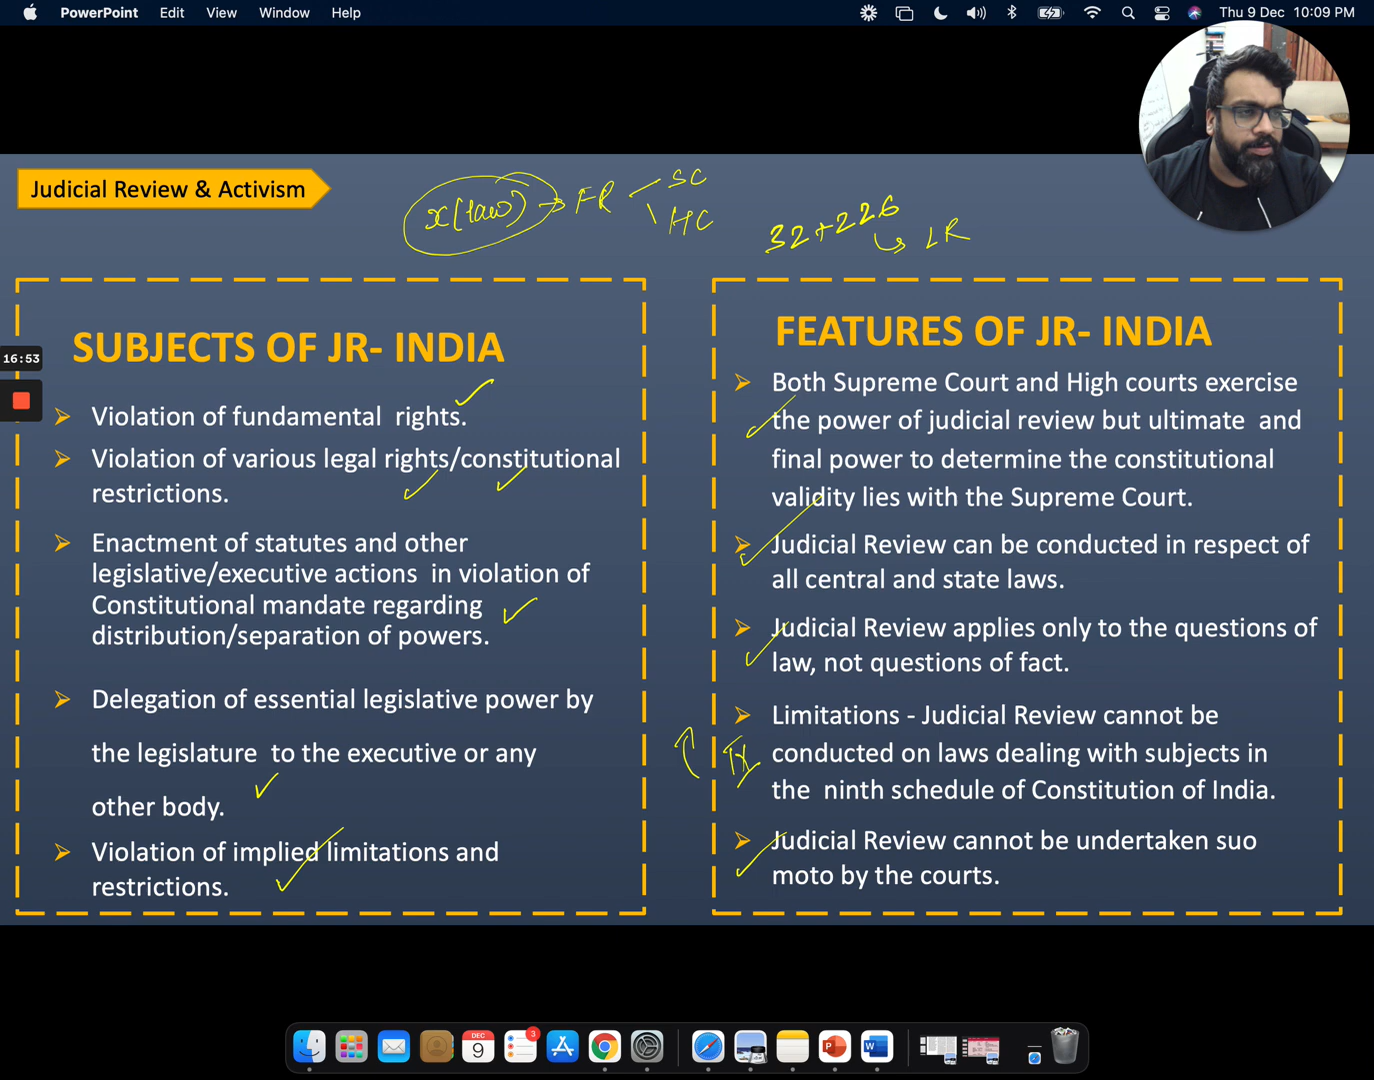 PowerPoint Edit View Window Help
Thu 9 Dec 10:09 PM
Judicial Review & Activism
x(law) → FR
SC
HC
32+226
LR
SUBJECTS OF JR- INDIA
Violation of fundamental rights.
Violation of various legal rights/constitutional
restrictions.
Enactment of statutes and other
legislative/executive actions in violation of
Constitutional mandate regarding
distribution/separation of powers.
Delegation of essential legislative power by
the legislature to the executive or any
other body.
Violation of implied limitations and
restrictions.
16:53
FEATURES OF JR- INDIA
Both Supreme Court and High courts exercise
the power of judicial review but ultimate and
final power to determine the constitutional
validity lies with the Supreme Court.
Judicial Review can be conducted in respect of
all central and state laws.
Judicial Review applies only to the questions of
law, not questions of fact.
Limitations - Judicial Review cannot be
conducted on laws dealing with subjects in
the ninth schedule of Constitution of India.
IX
Judicial Review cannot be undertaken suo
moto by the courts.
DEC
9
3